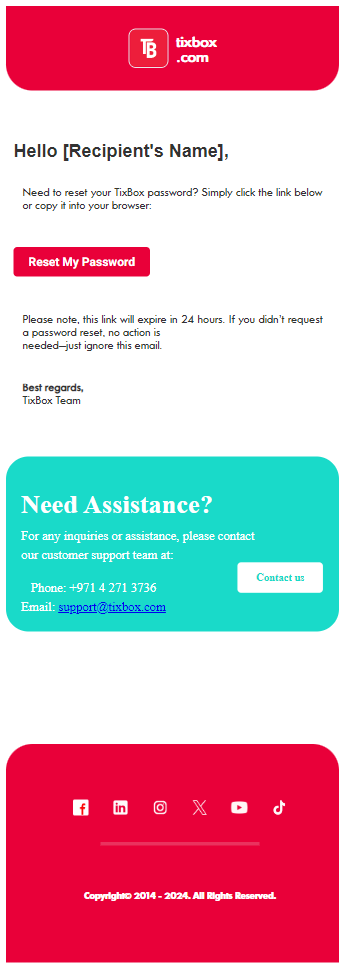 TB
tixbox
.com
Hello [Recipient's Name],
Need to reset your TixBox password? Simply click the link below
or copy it into your browser:
Reset My Password
Please note, this link will expire in 24 hours. If you didn't request
a password reset, no action is
needed—just ignore this email.
Best regards,
TixBox Team
Need Assistance?
For any inquiries or assistance, please contact
our customer support team at:
Contact us
Phone: +971 4 271 3736
Email: support@tixbox.com
Copyright© 2014 - 2024. All Rights Reserved.